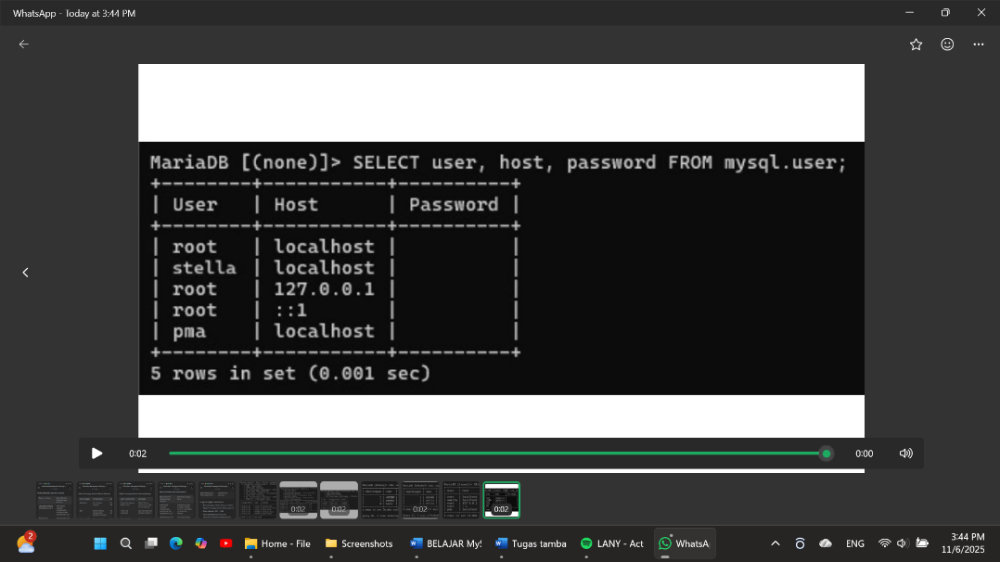 WhatsApp - Today at 3:44 PM
MariaDB [(none)]> SELECT user, host, password FROM mysql.user;
+--------+-----------+----------+
| User   | Host      | Password |
+--------+-----------+----------+
| root   | localhost |          |
| stella | localhost |          |
| root   | 127.0.0.1 |          |
| root   | ::1       |          |
| pma    | localhost |          |
+--------+-----------+----------+
5 rows in set (0.001 sec)
0:02
0:00
0:02
0:02
0:02
0:02
2
Home - File
Screenshots
BELAJAR My
Tugas tamba
LANY - Act
WhatsA
ENG
3:44 PM
11/6/2025